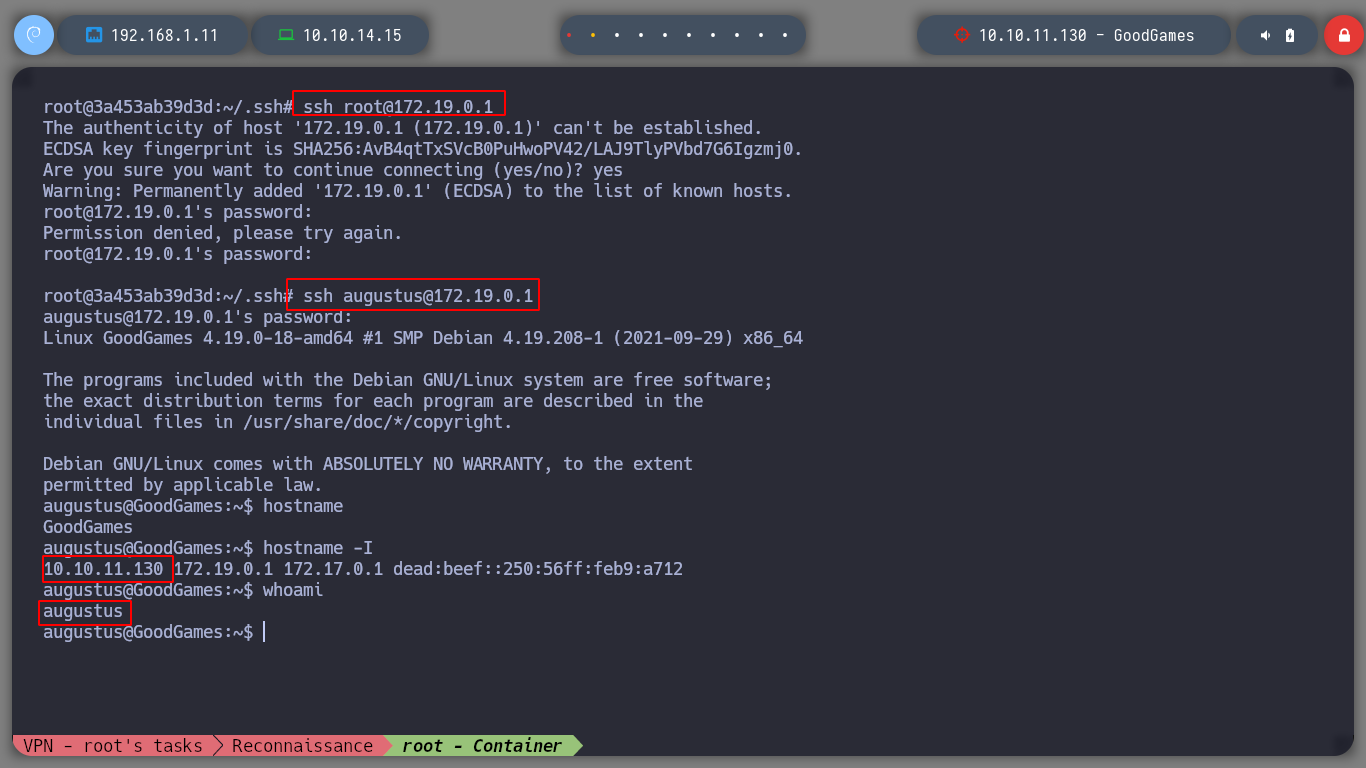 192.168.1.11
10.10.14.15
10.10.11.130 - GoodGames
root@3a453ab39d3d:~/.ssh# ssh root@172.19.0.1
The authenticity of host '172.19.0.1 (172.19.0.1)' can't be established.
ECDSA key fingerprint is SHA256:AvB4qtTxSVcB0PuHwoPV42/LAJ9TlyPVbd7G6Igzmj0.
Are you sure you want to continue connecting (yes/no)? yes
Warning: Permanently added '172.19.0.1' (ECDSA) to the list of known hosts.
root@172.19.0.1's password:
Permission denied, please try again.
root@172.19.0.1's password:
root@3a453ab39d3d:~/.ssh# ssh augustus@172.19.0.1
augustus@172.19.0.1's password:
Linux GoodGames 4.19.0-18-amd64 #1 SMP Debian 4.19.208-1 (2021-09-29) x86_64
The programs included with the Debian GNU/Linux system are free software;
the exact distribution terms for each program are described in the
individual files in /usr/share/doc/*/copyright.
Debian GNU/Linux comes with ABSOLUTELY NO WARRANTY, to the extent
permitted by applicable law.
augustus@GoodGames:~$ hostname
GoodGames
augustus@GoodGames:~$ hostname -I
10.10.11.130 172.19.0.1 172.17.0.1 dead:beef::250:56ff:feb9:a712
augustus@GoodGames:~$ whoami
augustus
augustus@GoodGames:~$
VPN - root's tasks
Reconnaissance
root - Container